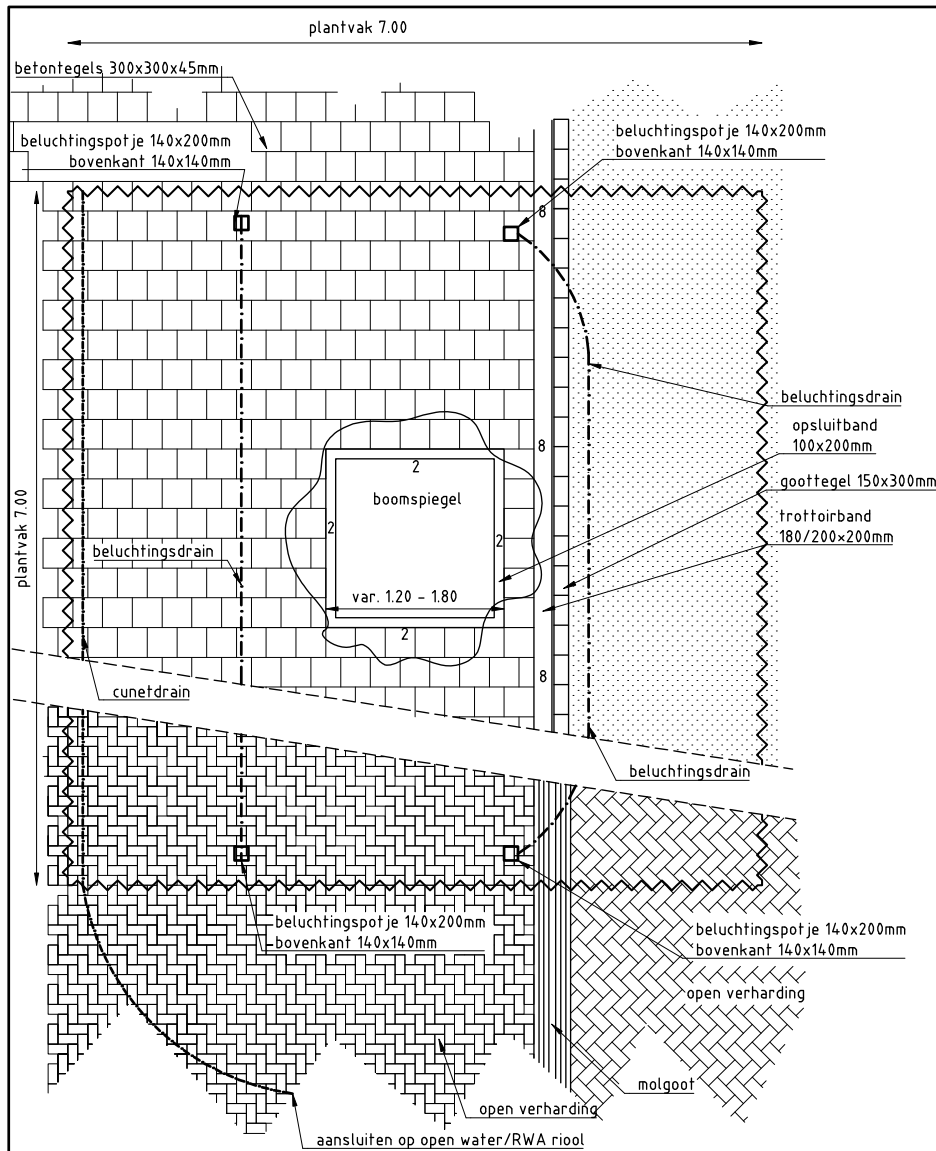 plantvak 7.00
betontegels 300x300x45mm
beluchtingspotje 140x200mm
bovenkant 140x140mm
beluchtingspotje 140x200mm
bovenkant 140x140mm
8
beluchtingsdrain
opsluitband
100x200mm
8
2
boomspiegel
goottegel 150x300mm
plantvak 7.00
2
2
trottoirband
180/200x200mm
beluchtingsdrain
var. 1.20 - 1.80
2
8
cunetdrain
beluchtingsdrain
beluchtingspotje 140x200mm
bovenkant 140x140mm
beluchtingspotje 140x200mm
bovenkant 140x140mm
open verharding
molgoot
open verharding
aansluiten op open water/RWA riool